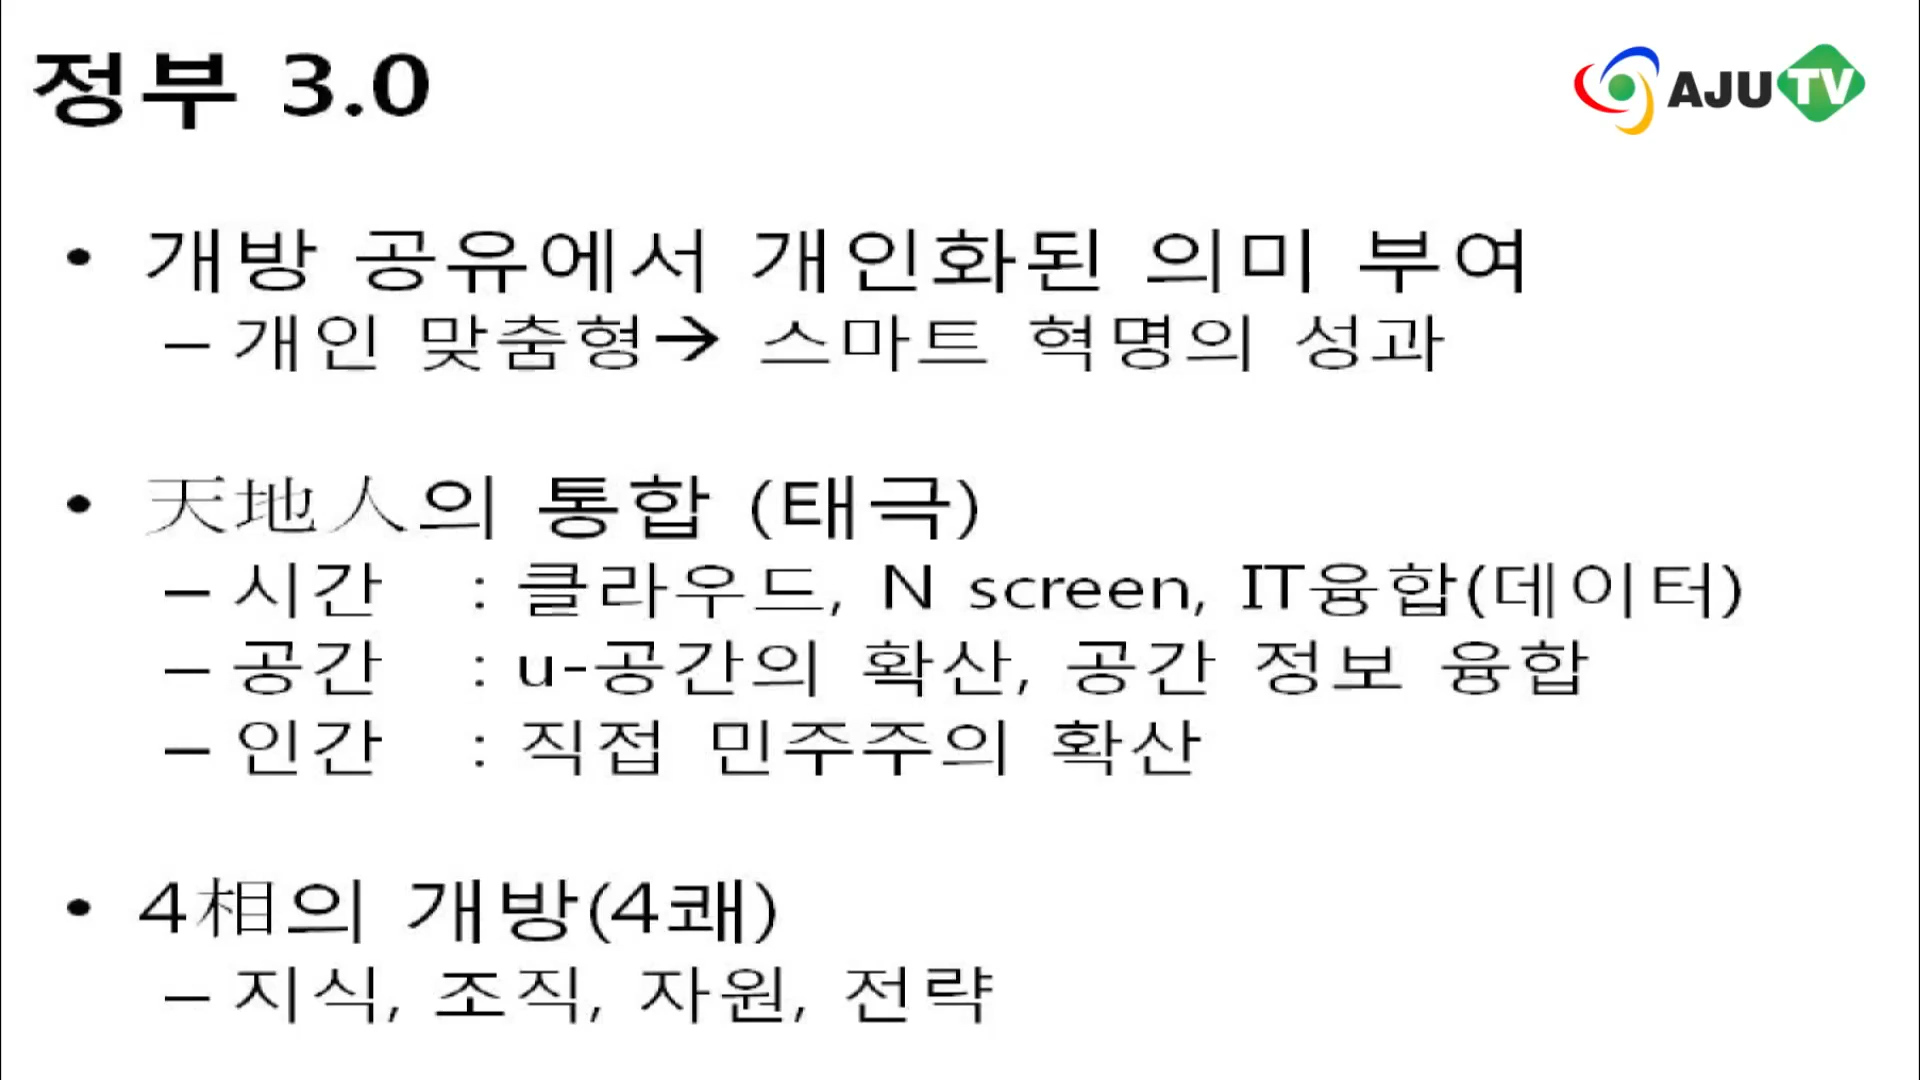 정부 3.0
AJU TV
• 개방 공유에서 개인화된 의미 부여
– 개인 맞춤형→ 스마트 혁명의 성과
• 天地人의 통합 (태극)
– 시간 : 클라우드, N screen, IT융합(데이터)
– 공간 : u-공간의 확산, 공간 정보 융합
– 인간 : 직접 민주주의 확산
• 4相의 개방(4괘)
– 지식, 조직, 자원, 전략